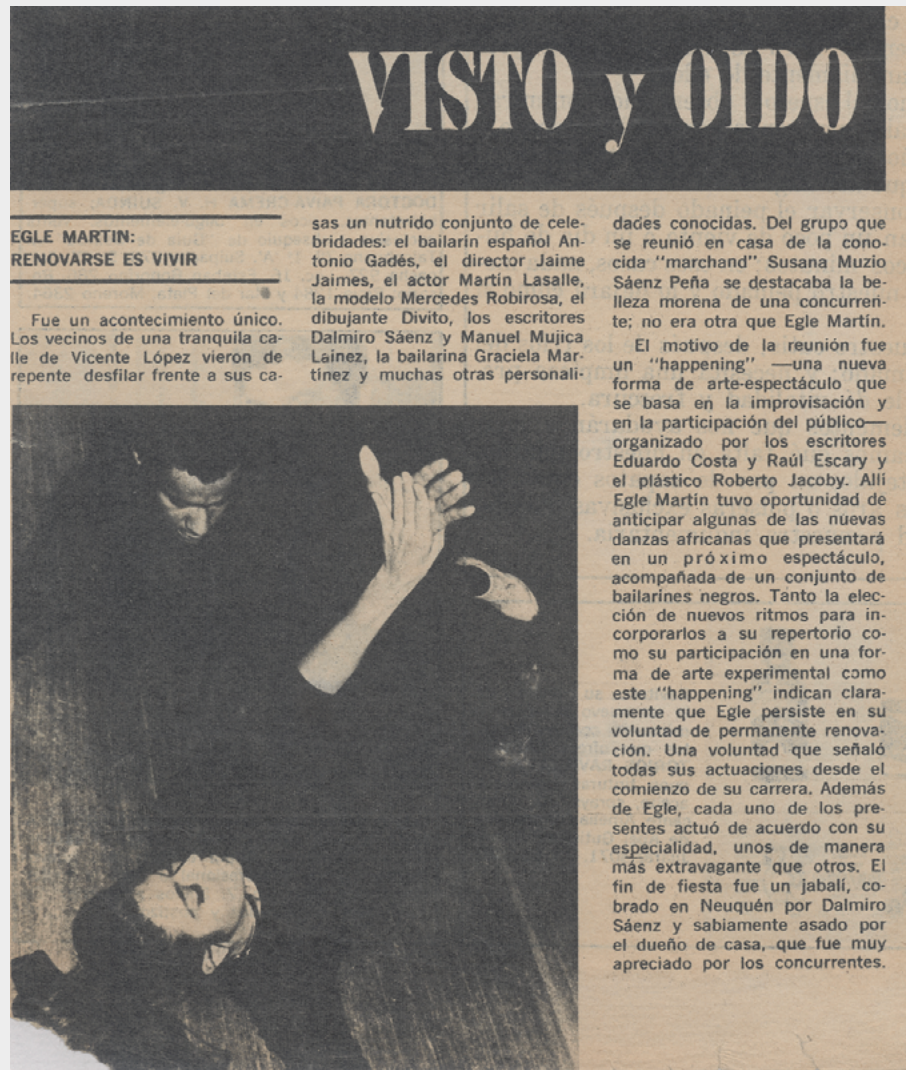 VISTO y OIDO
EGLE MARTIN:
RENOVARSE ES VIVIR
Fue un acontecimiento único.
Los vecinos de una tranquila ca-
lle de Vicente López vieron de
repente desfilar frente a sus ca-
sas un nutrido conjunto de cele-
bridades: el bailarín español An-
tonio Gadés, el director Jaime
Jaimes, el actor Martín Lasalle,
la modelo Mercedes Robirosa, el
dibujante Divito, los escritores
Dalmiro Sáenz y Manuel Mujica
Lainez, la bailarina Graciela Mar-
tínez y muchas otras personali-
dades conocidas. Del grupo que
se reunió en casa de la cono-
cida "marchand" Susana Muzio
Sáenz Peña se destacaba la be-
lleza morena de una concurren-
te; no era otra que Egle Martín.
El motivo de la reunión fue
un "happening" —una nueva
forma de arte-espectáculo que
se basa en la improvisación y
en la participación del público—
organizado por los escritores
Eduardo Costa y Raúl Escary y
el plástico Roberto Jacoby. Allí
Egle Martín tuvo oportunidad de
anticipar algunas de las nuevas
danzas africanas que presentará
en un próximo espectáculo,
acompañada de un conjunto de
bailarines negros. Tanto la elec-
ción de nuevos ritmos para in-
corporarlos a su repertorio co-
mo su participación en una for-
ma de arte experimental como
este "happening" indican clara-
mente que Egle persiste en su
voluntad de permanente renova-
ción. Una voluntad que señaló
todas sus actuaciones desde el
comienzo de su carrera. Además
de Egle, cada uno de los pre-
sentes actuó de acuerdo con su
especialidad, unos de manera
más extravagante que otros. El
fin de fiesta fue un jabalí, co-
brado en Neuquén por Dalmiro
Sáenz y sabiamente asado por
el dueño de casa, que fue muy
apreciado por los concurrentes.